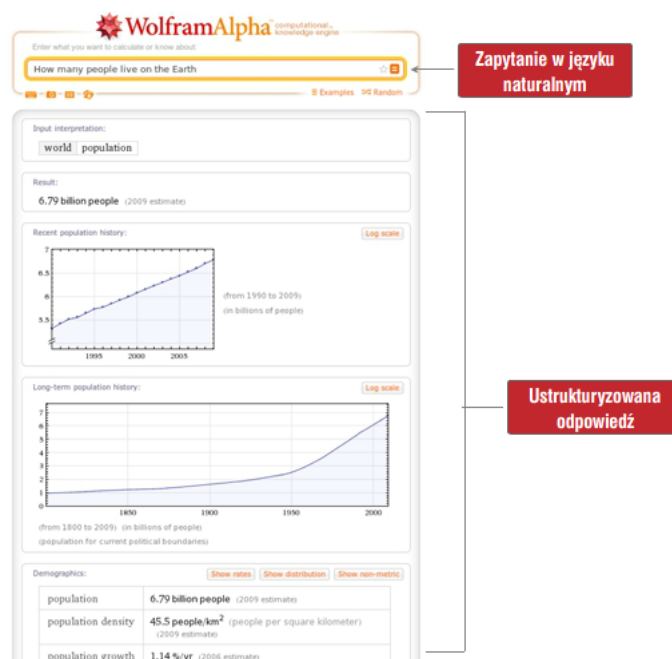 WolframAlpha computational... knowledge engine
Enter what you want to calculate or know about
How many people live on the Earth
Zapytanie w języku
naturalnym
Examples Random
Input interpretation:
world population
Result:
6.79 billion people (2009 estimate)
Recent population history:
Log scale
7
6.5
6
5.5
1995 2000 2005
(from 1990 to 2009)
(in billions of people)
Long-term population history:
Log scale
7
6
5
4
3
2
1
0
1850 1900 1950 2000
(from 1800 to 2009) (in billions of people)
(population for current political boundaries)
Ustrukturyzowana
odpowiedź
Demographics:
Show rates Show distribution Show non-metric
population 6.79 billion people (2009 estimate)
population density 45.5 people/km² (people per square kilometer)
(2009 estimate)
population growth 1.14 %/yr (2006 estimate)